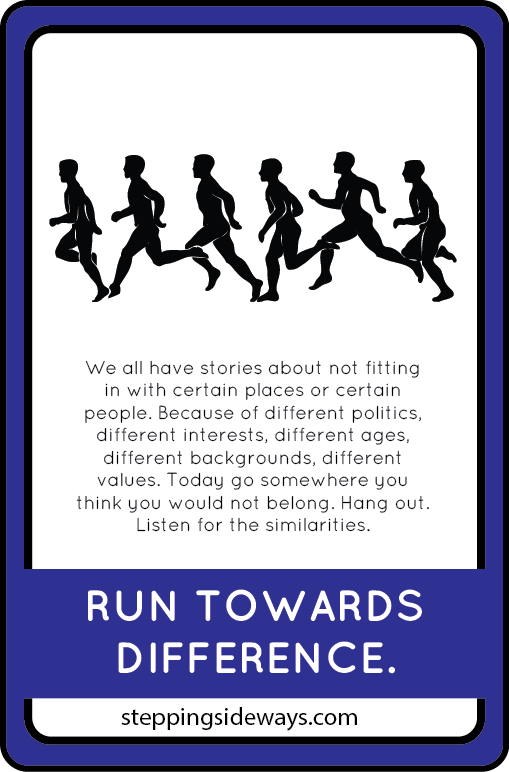 We all have stories about not fitting
in with certain places or certain
people. Because of different politics,
different interests, different ages,
different backgrounds, different
values. Today go somewhere you
think you would not belong. Hang out.
Listen for the similarities.
RUN TOWARDS
DIFFERENCE.
steppingsideways.com